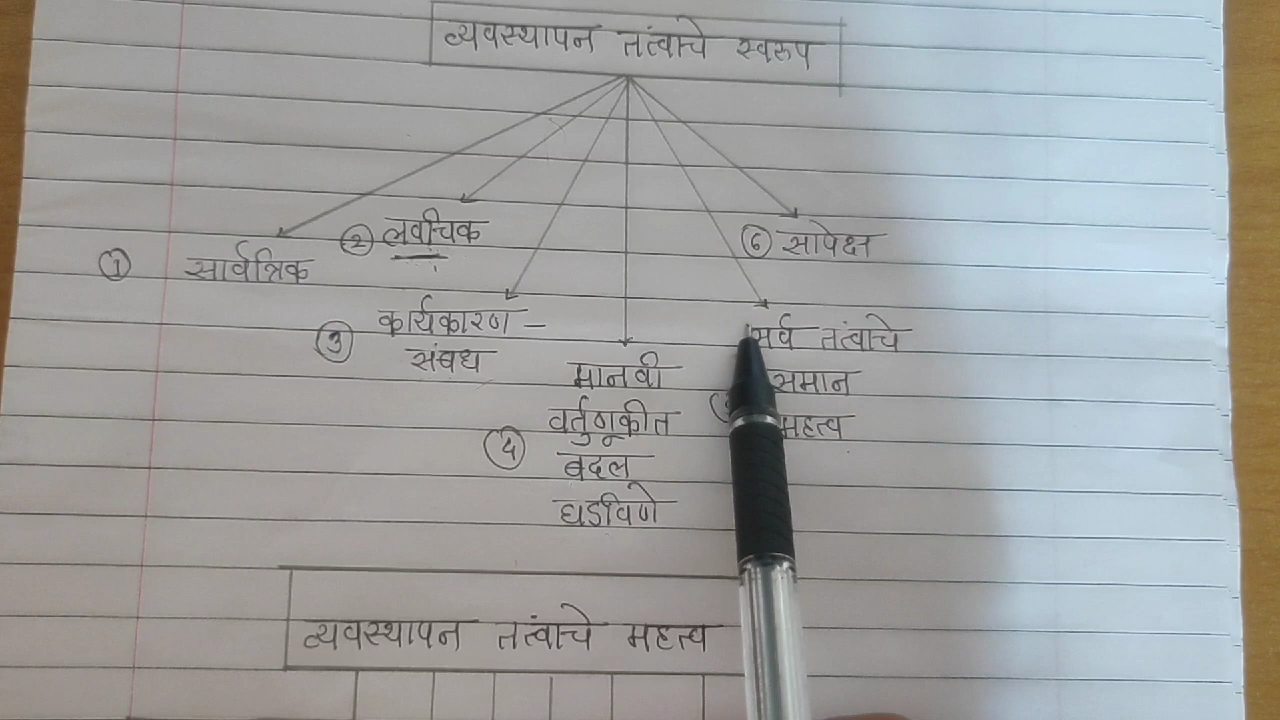 व्यवस्थापन तत्वांचे स्वरुप
① सार्वत्रिक
② लवचिक
③ कार्यकारण –
संबध
④ मानवी
वर्तुणूकीत
बदल
घडविणे
सर्व तत्वांचे
समान
महत्व
⑥ सापेक्ष
व्यवस्थापन तत्वांचे महत्व